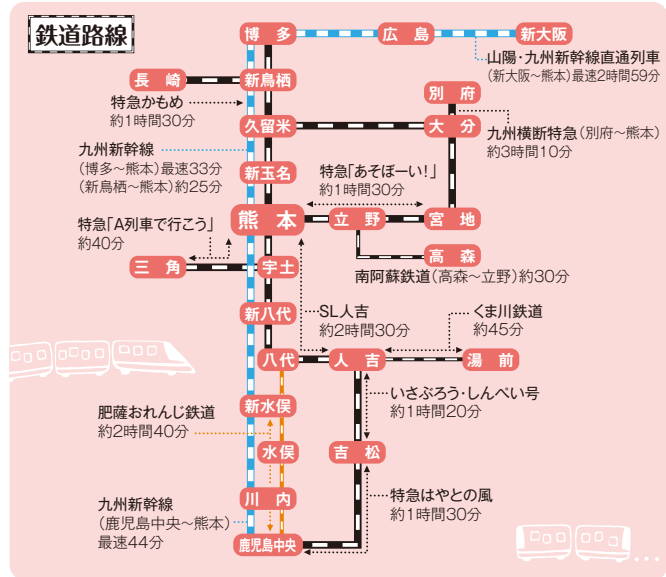 鉄道路線
博多
広島
新大阪
山陽・九州新幹線直通列車
(新大阪〜熊本)最速2時間59分
長崎
新鳥栖
別府
特急かもめ
約1時間30分
久留米
大分
九州横断特急(別府〜熊本)
約3時間10分
九州新幹線
(博多〜熊本)最速33分
(新鳥栖〜熊本)約25分
新玉名
特急「あそぼーい!」
約1時間30分
熊本
立野
宮地
特急「A列車で行こう」
約40分
高森
三角
宇土
南阿蘇鉄道(高森〜立野)約30分
新八代
SL人吉
約2時間30分
くま川鉄道
約45分
八代
人吉
湯前
いさぶろう・しんぺい号
約1時間20分
新水俣
肥薩おれんじ鉄道
約2時間40分
水俣
吉松
川内
特急はやとの風
約1時間30分
九州新幹線
(鹿児島中央〜熊本)
最速44分
鹿児島中央